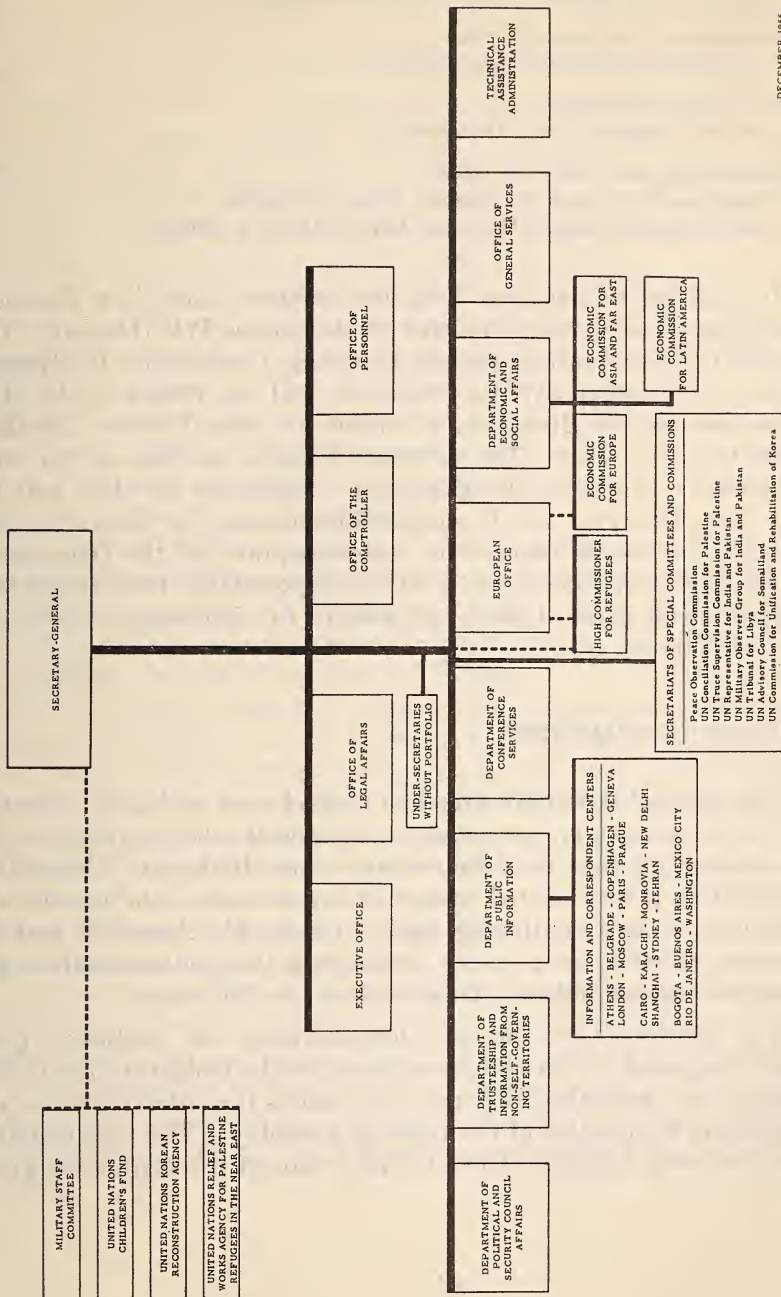 SECRETARY-GENERAL
MILITARY STAFF
COMMITTEE
UNITED NATIONS
CHILDREN'S FUND
UNITED NATIONS KOREAN
RECONSTRUCTION AGENCY
UNITED NATIONS RELIEF AND
WORKS AGENCY FOR PALESTINE
REFUGEES IN THE NEAR EAST
EXECUTIVE OFFICE
OFFICE OF
LEGAL AFFAIRS
OFFICE OF THE
COMPTROLLER
OFFICE OF
PERSONNEL
UNDER-SECRETARIES
WITHOUT PORTFOLIO
DEPARTMENT OF
POLITICAL AND
SECURITY COUNCIL
AFFAIRS
DEPARTMENT OF
TRUSTEESHIP AND
INFORMATION FROM
NON-SELF-GOVERN-
ING TERRITORIES
DEPARTMENT OF
PUBLIC
INFORMATION
DEPARTMENT OF
CONFERENCE
SERVICES
EUROPEAN
OFFICE
DEPARTMENT OF
ECONOMIC AND
SOCIAL AFFAIRS
OFFICE OF
GENERAL SERVICES
TECHNICAL
ASSISTANCE
ADMINISTRATION
INFORMATION AND CORRESPONDENT CENTERS
ATHENS - BELGRADE - COPENHAGEN - GENEVA
LONDON - MOSCOW - PARIS - PRAGUE
CAIRO - KARACHI - MONROVIA - NEW DELHI
SHANGHAI - SYDNEY - TEHRAN
BOGOTA - BUENOS AIRES - MEXICO CITY
RIO DE JANEIRO - WASHINGTON
HIGH COMMISSIONER
FOR REFUGEES
ECONOMIC
COMMISSION
FOR EUROPE
ECONOMIC
COMMISSION FOR
ASIA AND FAR EAST
ECONOMIC
COMMISSION
FOR LATIN AMERICA
SECRETARIATS OF SPECIAL COMMITTEES AND COMMISSIONS
Peace Observation Commission
UN Conciliation Commission for Palestine
UN Truce Supervision Commission for Palestine
UN Representative for India and Pakistan
UN Military Observer Group for India and Pakistan
UN Tribunal for Libya
UN Advisory Council for Somaliland
UN Commission for Unification and Rehabilitation of Korea
DECEMBER